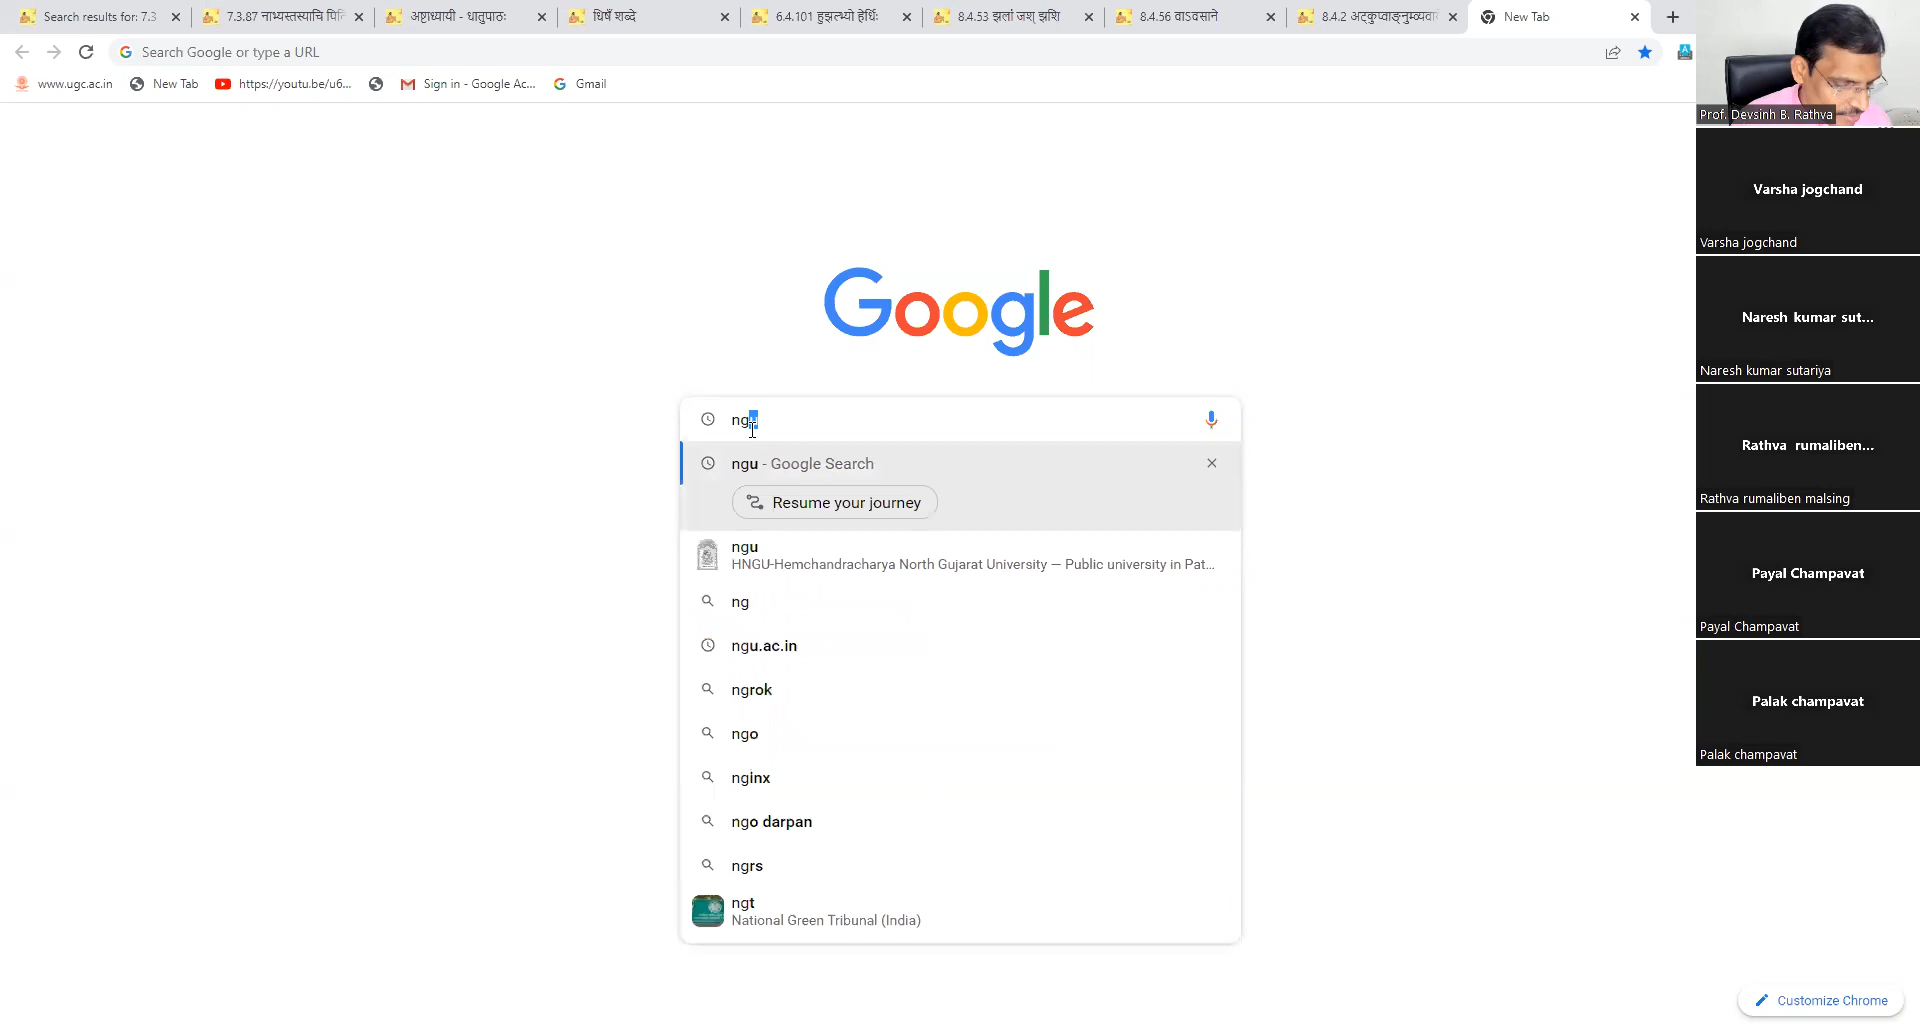 Search results for: 7.3
7.3.87 नाभ्यस्तस्याचि पिति
अष्टाध्यायी - धातुपाठः
धिषँ शब्दे
6.4.101 हुझल्भ्यो हेर्धिः
8.4.53 झलां जश् झशि
8.4.56 वाऽवसाने
8.4.2 अट्कुप्वाङ्नुम्व्यवा
New Tab
Search Google or type a URL
www.ugc.ac.in
New Tab
https://youtu.be/u6...
Sign in - Google Ac...
Gmail
Google
ngu
ngu - Google Search
Resume your journey
ngu
HNGU-Hemchandracharya North Gujarat University — Public university in Pat...
ng
ngu.ac.in
ngrok
ngo
nginx
ngo darpan
ngrs
ngt
National Green Tribunal (India)
Customize Chrome
Prof. Devsinh B. Rathva
Varsha jogchand
Varsha jogchand
Naresh kumar sut...
Naresh kumar sutariya
Rathva rumaliben...
Rathva rumaliben malsing
Payal Champavat
Payal Champavat
Palak champavat
Palak champavat